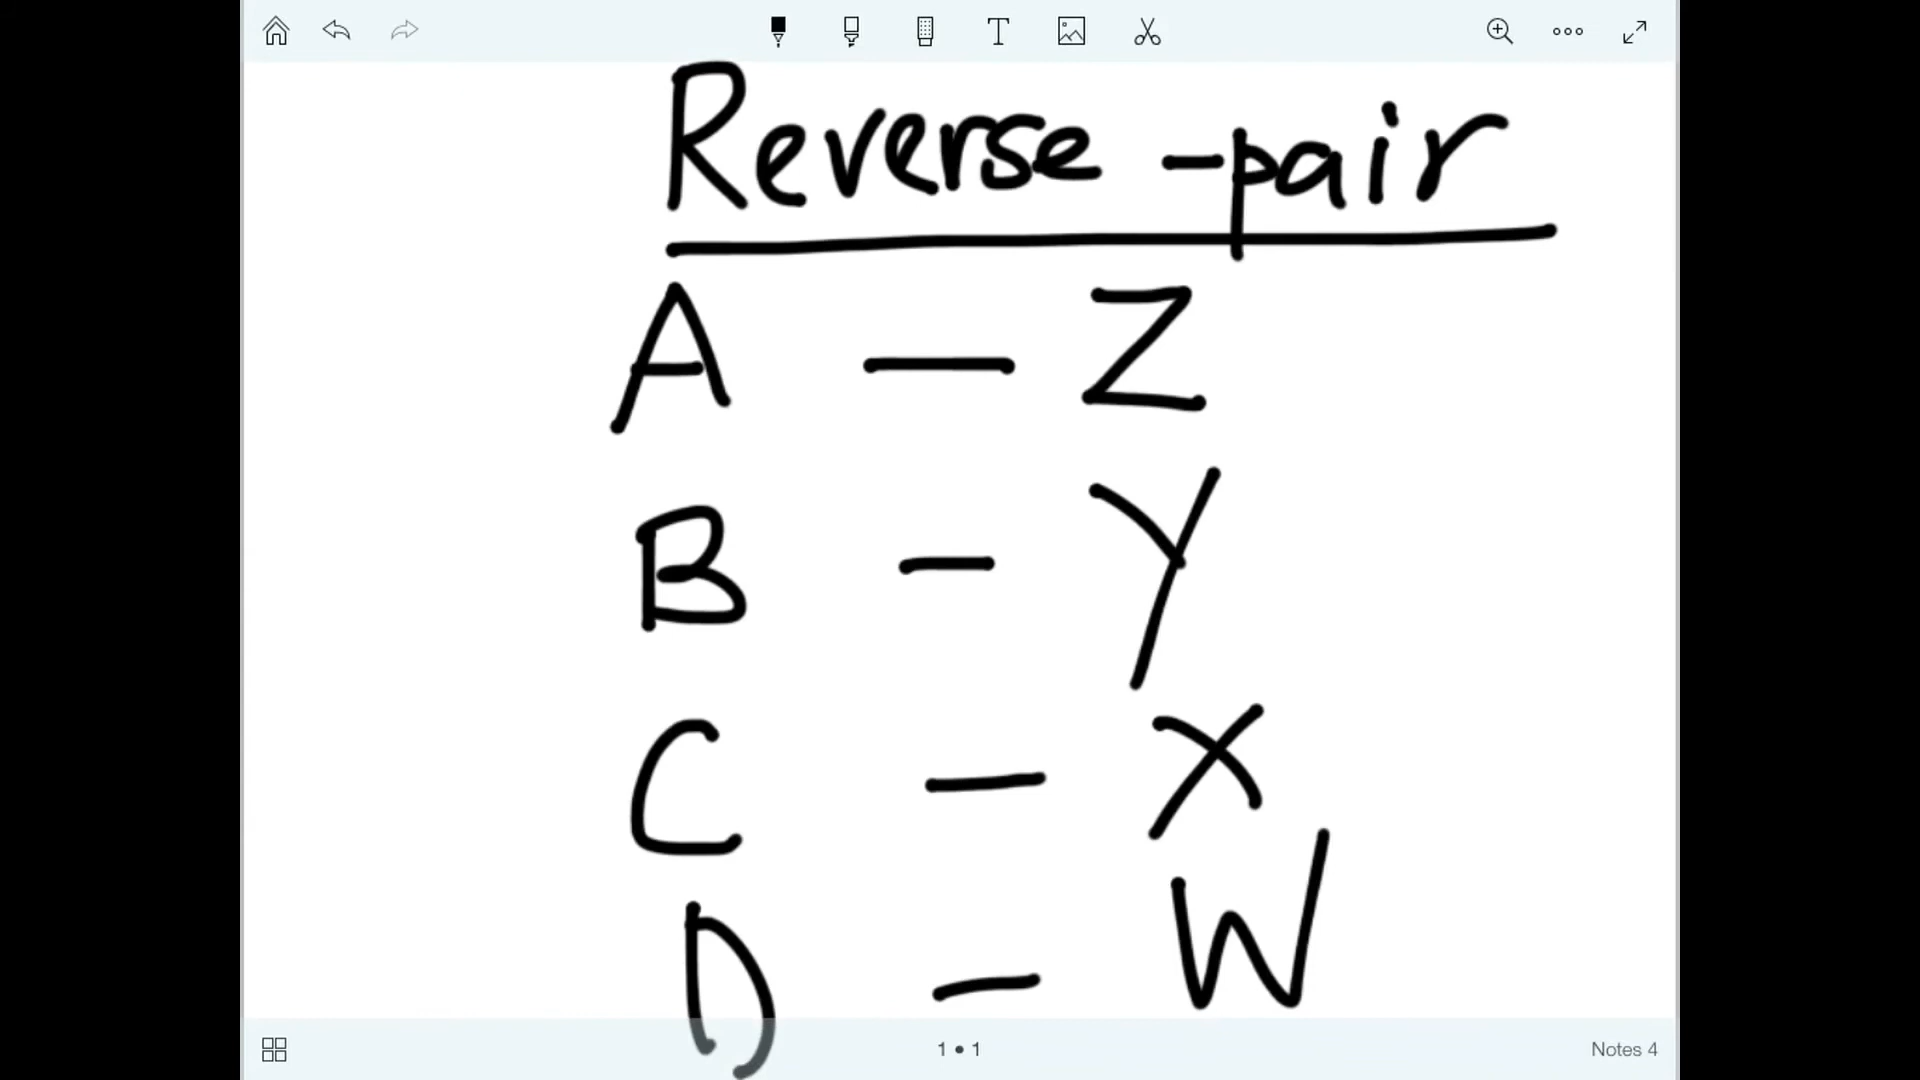 Reverse -pair
A — Z
B — Y
C — X
D — W
1 • 1
Notes 4